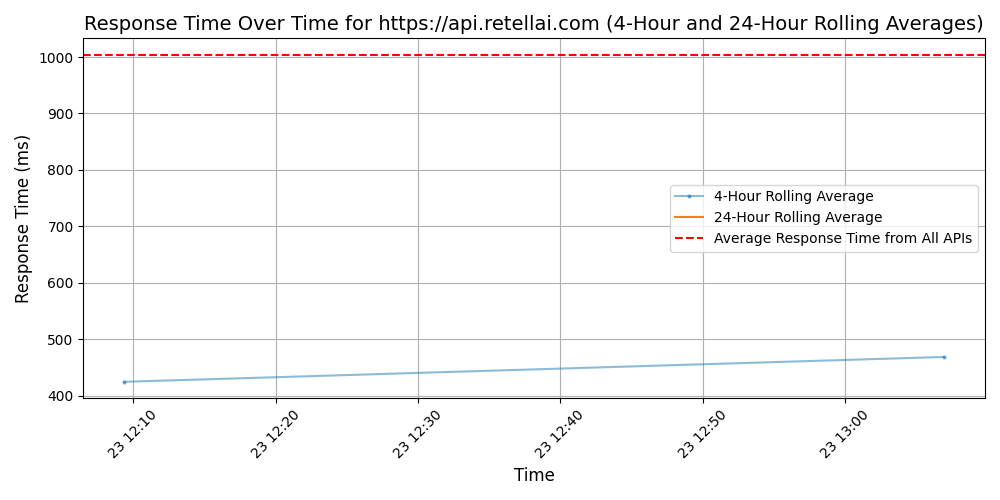 Response Time Over Time for https://api.retellai.com (4-Hour and 24-Hour Rolling Averages)
Response Time (ms)
1000
900
800
700
600
500
400
4-Hour Rolling Average
24-Hour Rolling Average
Average Response Time from All APIs
23 12:10
23 12:20
23 12:30
23 12:40
23 12:50
23 13:00
Time